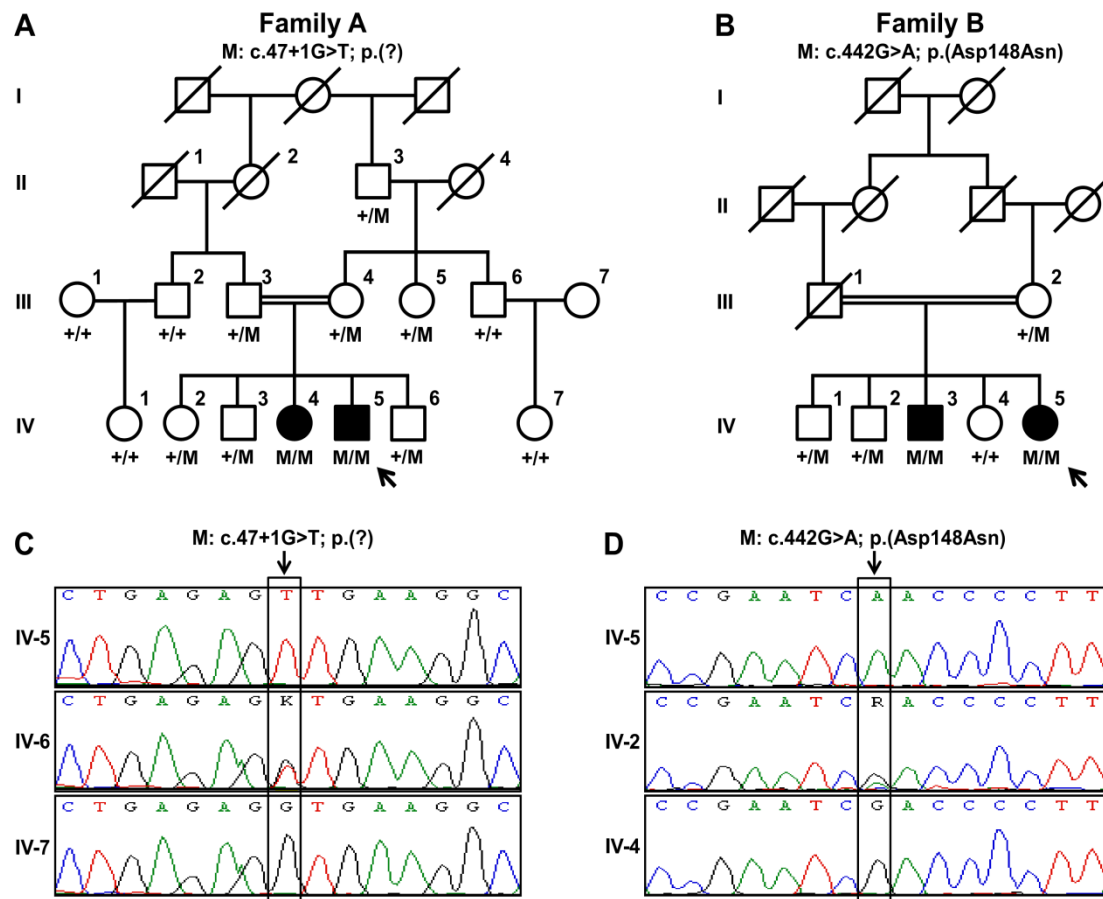 A
Family A
M: c.47+1G>T; p.(?)
I
II
1
2
3
4
+/M
III
1
2
3
4
5
6
7
+/+
+/+
+/M
+/M
+/M
+/+
IV
1
2
3
4
5
6
7
+/+
+/M
+/M
M/M
M/M
+/M
+/+
B
Family B
M: c.442G>A; p.(Asp148Asn)
I
II
III
1
2
+/M
IV
1
2
3
4
5
+/M
+/M
M/M
+/+
M/M
C
M: c.47+1G>T; p.(?)
IV-5
C T G A G A G T T G A A G G C
IV-6
C T G A G A G K T G A A G G C
IV-7
C T G A G A G G T G A A G G C
D
M: c.442G>A; p.(Asp148Asn)
IV-5
C C G A A T C A A C C C C T T
IV-2
C C G A A T C R A C C C C T T
IV-4
C C G A A T C G A C C C C T T